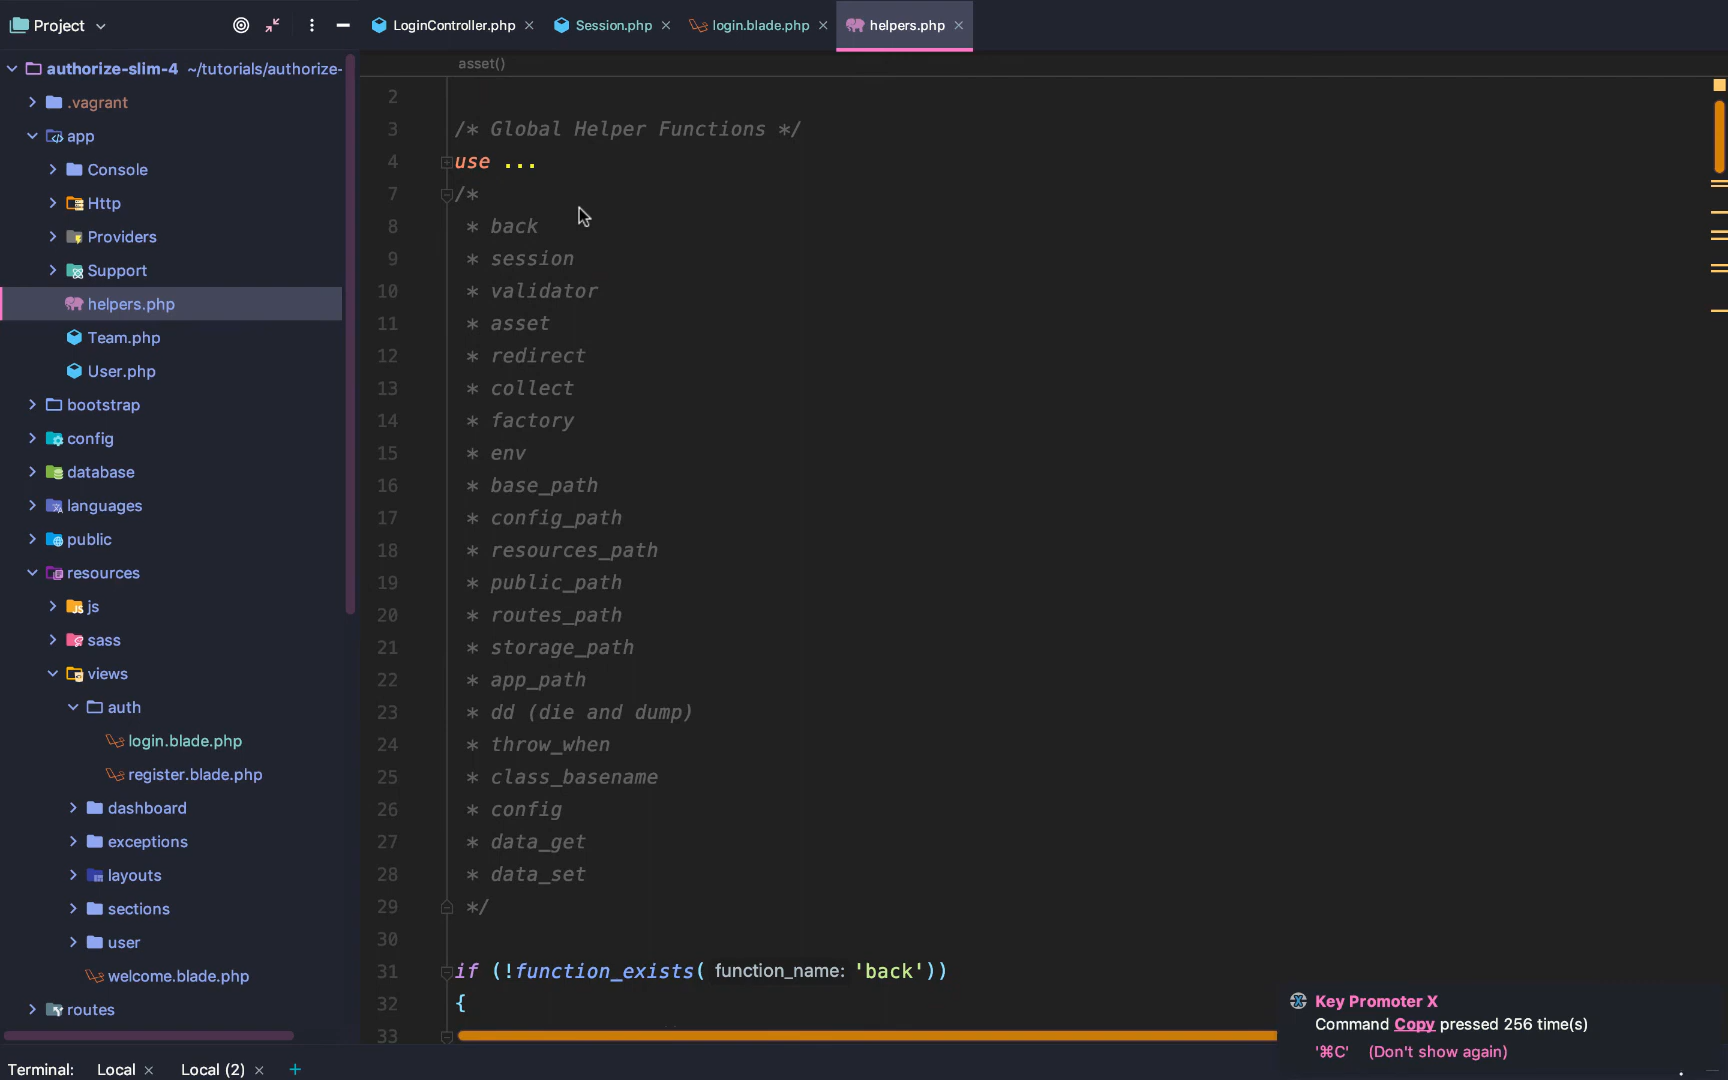 Project
LoginController.php
Session.php
login.blade.php
helpers.php
authorize-slim-4 ~/tutorials/authorize-
.vagrant
app
Console
Http
Providers
Support
helpers.php
Team.php
User.php
bootstrap
config
database
languages
public
resources
js
sass
views
auth
login.blade.php
register.blade.php
dashboard
exceptions
layouts
sections
user
welcome.blade.php
routes
asset()
2
3 /* Global Helper Functions */
4 use ...
7 /*
8 * back
9 * session
10 * validator
11 * asset
12 * redirect
13 * collect
14 * factory
15 * env
16 * base_path
17 * config_path
18 * resources_path
19 * public_path
20 * routes_path
21 * storage_path
22 * app_path
23 * dd (die and dump)
24 * throw_when
25 * class_basename
26 * config
27 * data_get
28 * data_set
29 */
30
31 if (!function_exists( function_name: 'back'))
32 {
33
Key Promoter X
Command Copy pressed 256 time(s)
'⌘C' (Don't show again)
Terminal: Local × Local (2) × +